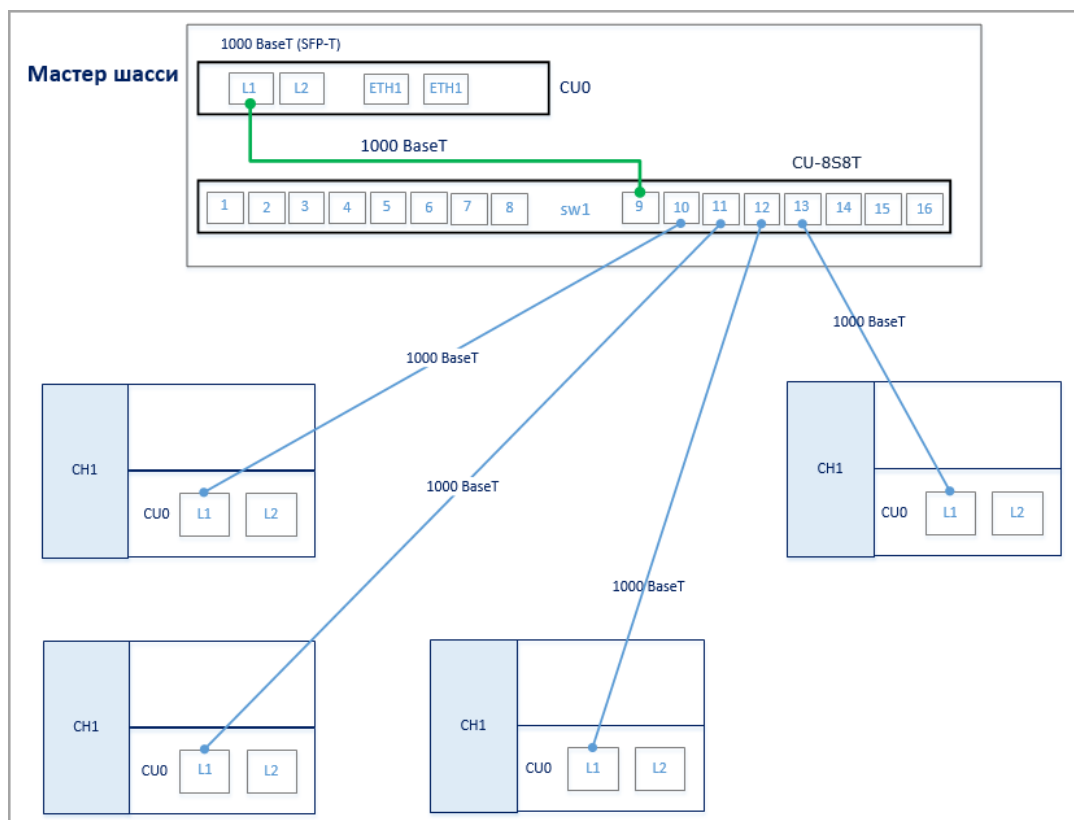 1000 BaseT (SFP-T)
Мастер шасси
L1
L2
ETH1
ETH1
CU0
1000 BaseT
CU-8S8T
1
2
3
4
5
6
7
8
sw1
9
10
11
12
13
14
15
16
1000 BaseT
1000 BaseT
CH1
CU0
L1
L2
CH1
CU0
L1
L2
1000 BaseT
1000 BaseT
CH1
CU0
L1
L2
CH1
CU0
L1
L2